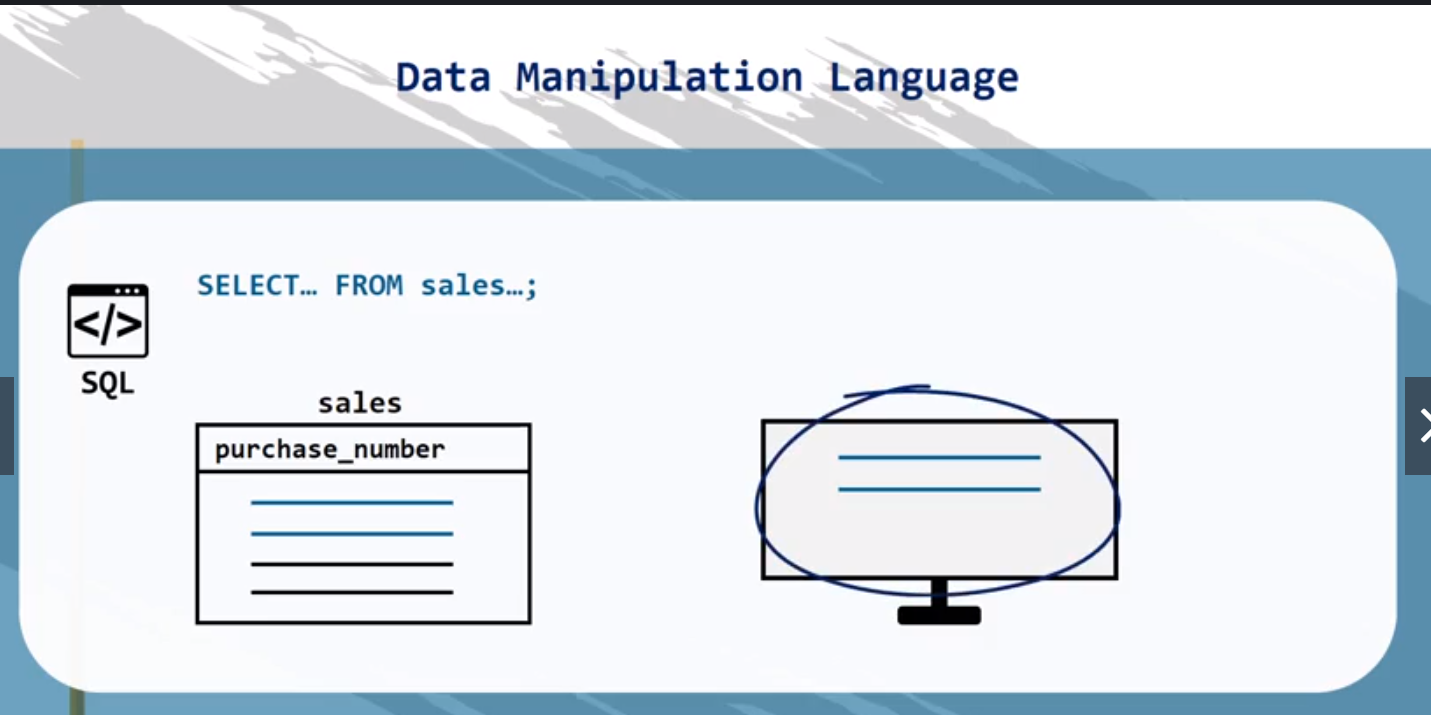 Data Manipulation Language
SELECT… FROM sales…;
</>
SQL
sales
purchase_number